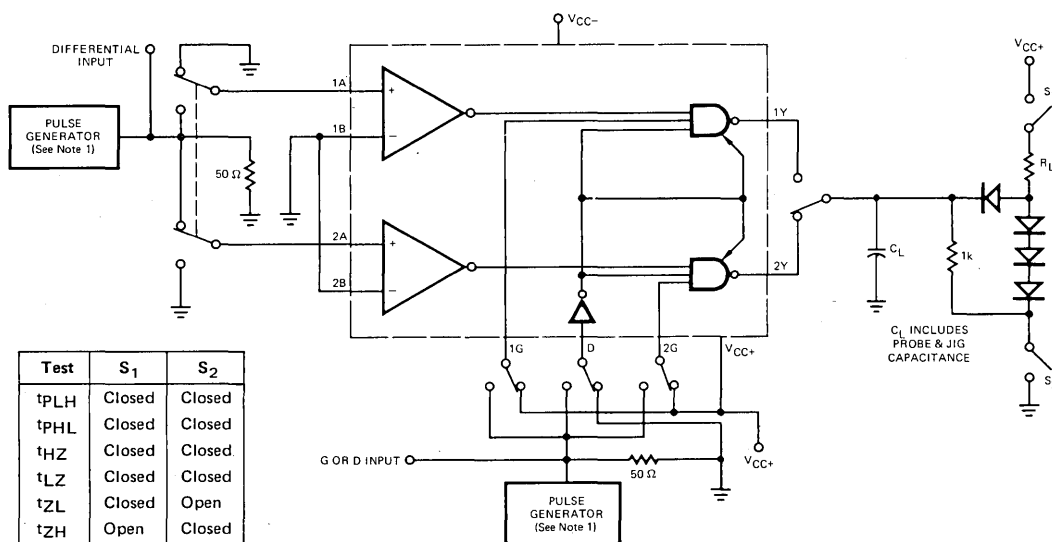 VCC-
DIFFERENTIAL
INPUT
VCC+
S
PULSE
GENERATOR
(See Note 1)
1A
+
1B
−
50 Ω
1Y
RL
2A
+
2B
−
2Y
CL
1k
CL INCLUDES
PROBE & JIG
CAPACITANCE
S
1G
D
2G
VCC+
Test S1 S2
tPLH Closed Closed
tPHL Closed Closed
tHZ Closed Closed
tLZ Closed Closed
tZL Closed Open
tZH Open Closed
G OR D INPUT
50 Ω
VCC+
PULSE
GENERATOR
(See Note 1)